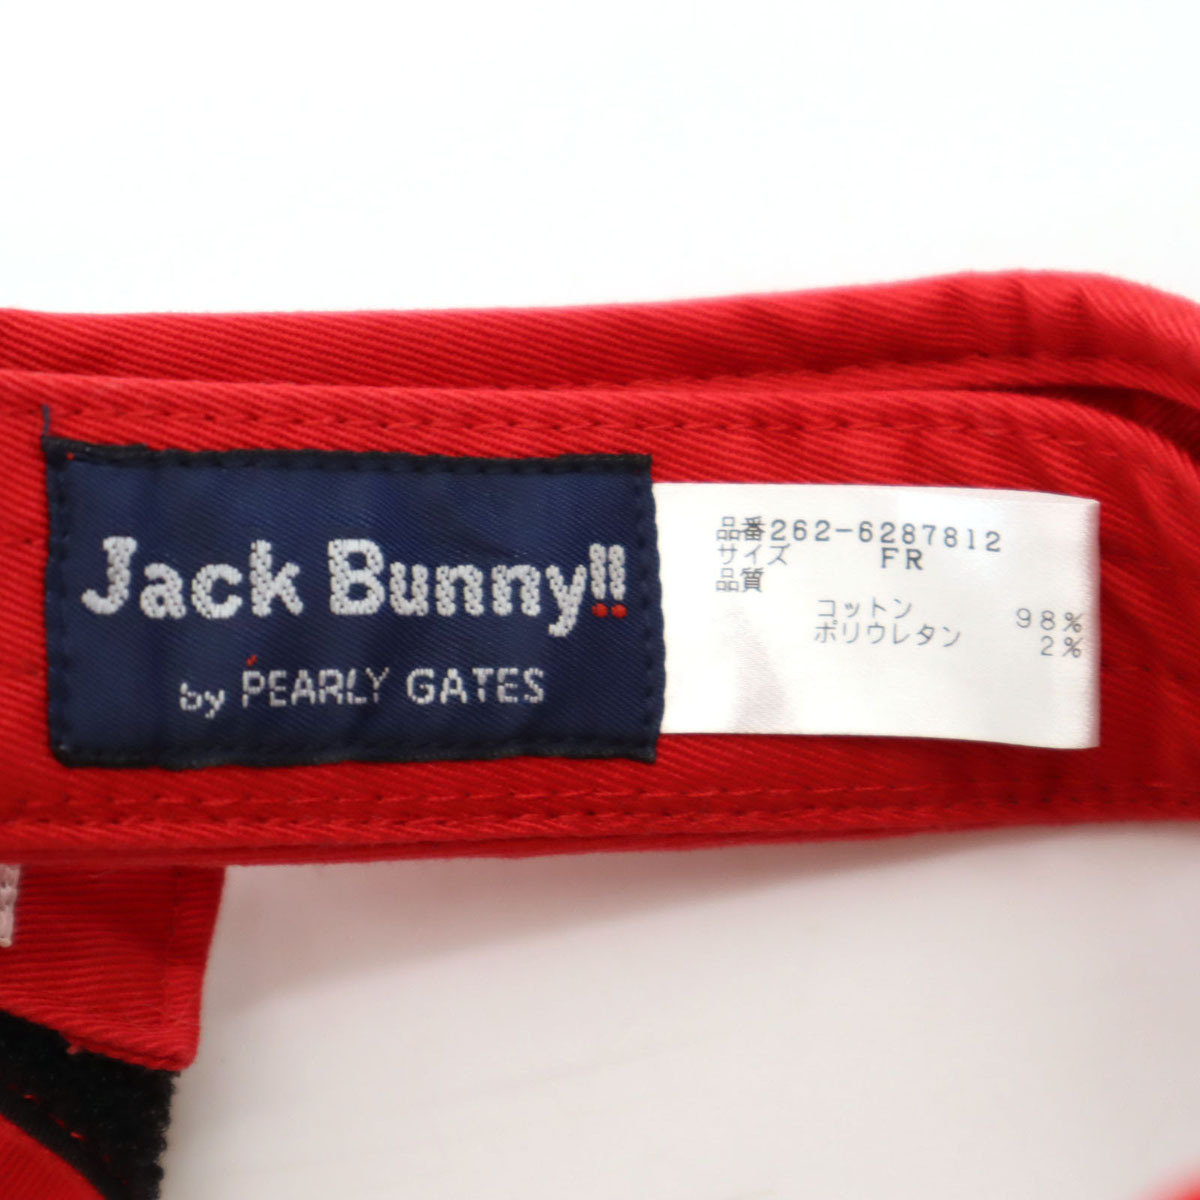 Jack Bunny!!
by PEARLY GATES
品番262-6287812
サイズ FR
品質
コットン 98%
ポリウレタン 2%